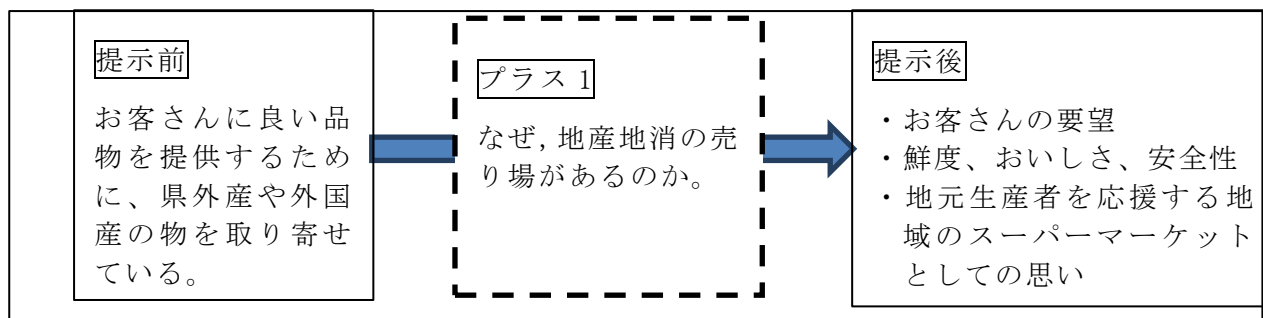 提示前
お客さんに良い品
物を提供するため
に、県外産や外国
産の物を取り寄せ
ている。
プラス1
なぜ,地産地消の売
り場があるのか。
提示後
・お客さんの要望
・鮮度、おいしさ、安全性
・地元生産者を応援する地
域のスーパーマーケット
としての思い